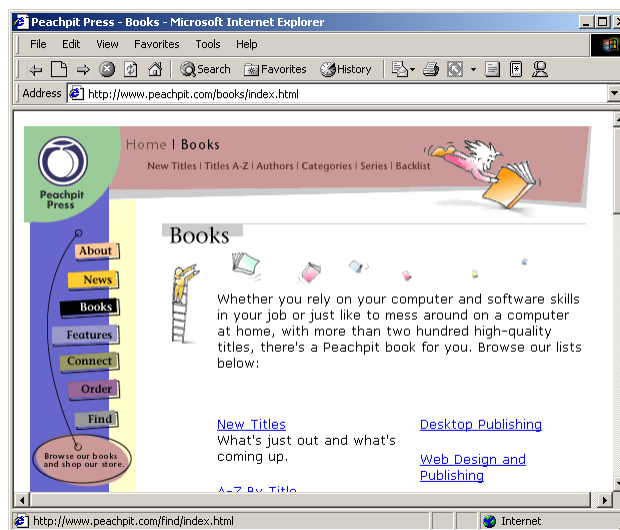 Peachpit Press - Books - Microsoft Internet Explorer
File Edit View Favorites Tools Help
Search Favorites History
Address http://www.peachpit.com/books/index.html
Home | Books
New Titles | Titles A-Z | Authors | Categories | Series | Backlist
Peachpit
Press
Books
About
News
Books
Features
Connect
Order
Find
Browse our books
and shop our store.
Whether you rely on your computer and software skills
in your job or just like to mess around on a computer
at home, with more than two hundred high-quality
titles, there's a Peachpit book for you. Browse our lists
below:
New Titles
What's just out and what's
coming up.
A-Z By Title
Desktop Publishing
Web Design and
Publishing
http://www.peachpit.com/find/index.html
Internet